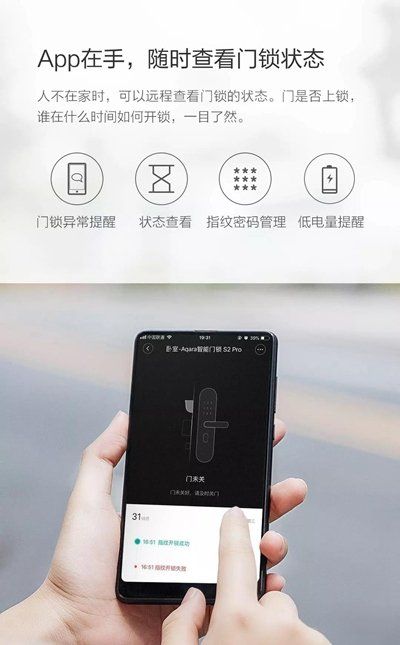 App在手，随时查看门锁状态
人不在家时，可以远程查看门锁的状态。门是否上锁，
谁在什么时间如何开锁，一目了然。
门锁异常提醒 状态查看 指纹密码管理 低电量提醒
中国联通 19:31 39%
卧室-Aqara智能门锁 S2 Pro
门未关
门未关好，请及时关门
31
16:51 指纹开锁成功
16:51 指纹开锁失败